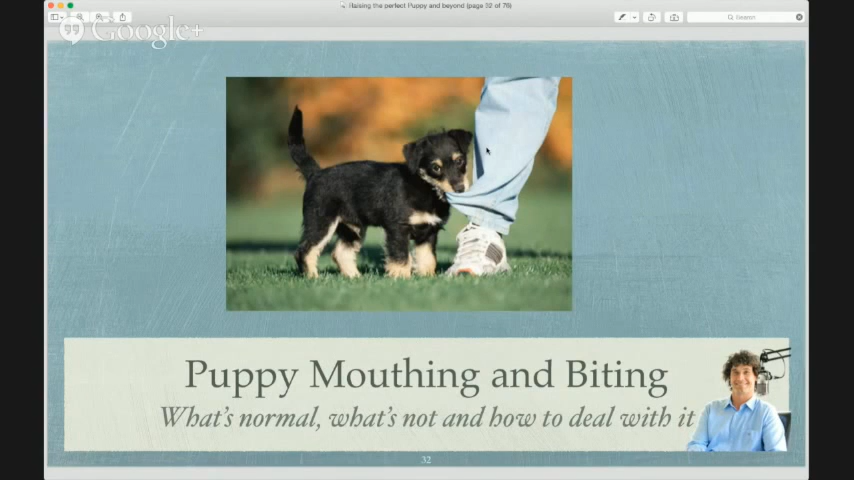 Raising the perfect Puppy and beyond (page 32 of 76)
Search
Google+
Puppy Mouthing and Biting
What's normal, what's not and how to deal with it
32